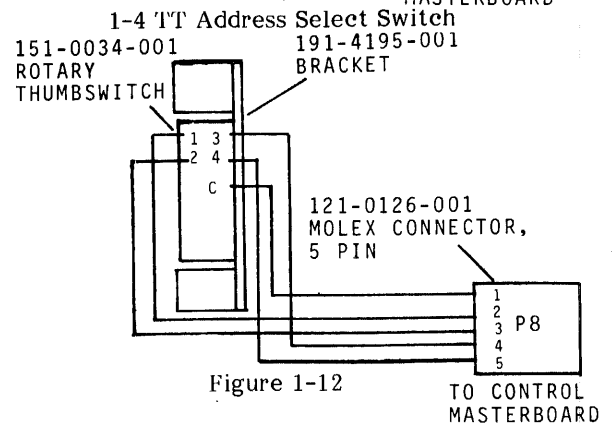 MASTERBOARD
1-4 TT Address Select Switch
151-0034-001
ROTARY
THUMBSWITCH
191-4195-001
BRACKET
1 3
2 4
C
121-0126-001
MOLEX CONNECTOR,
5 PIN
1
2
3
4
5
P8
Figure 1-12
TO CONTROL
MASTERBOARD